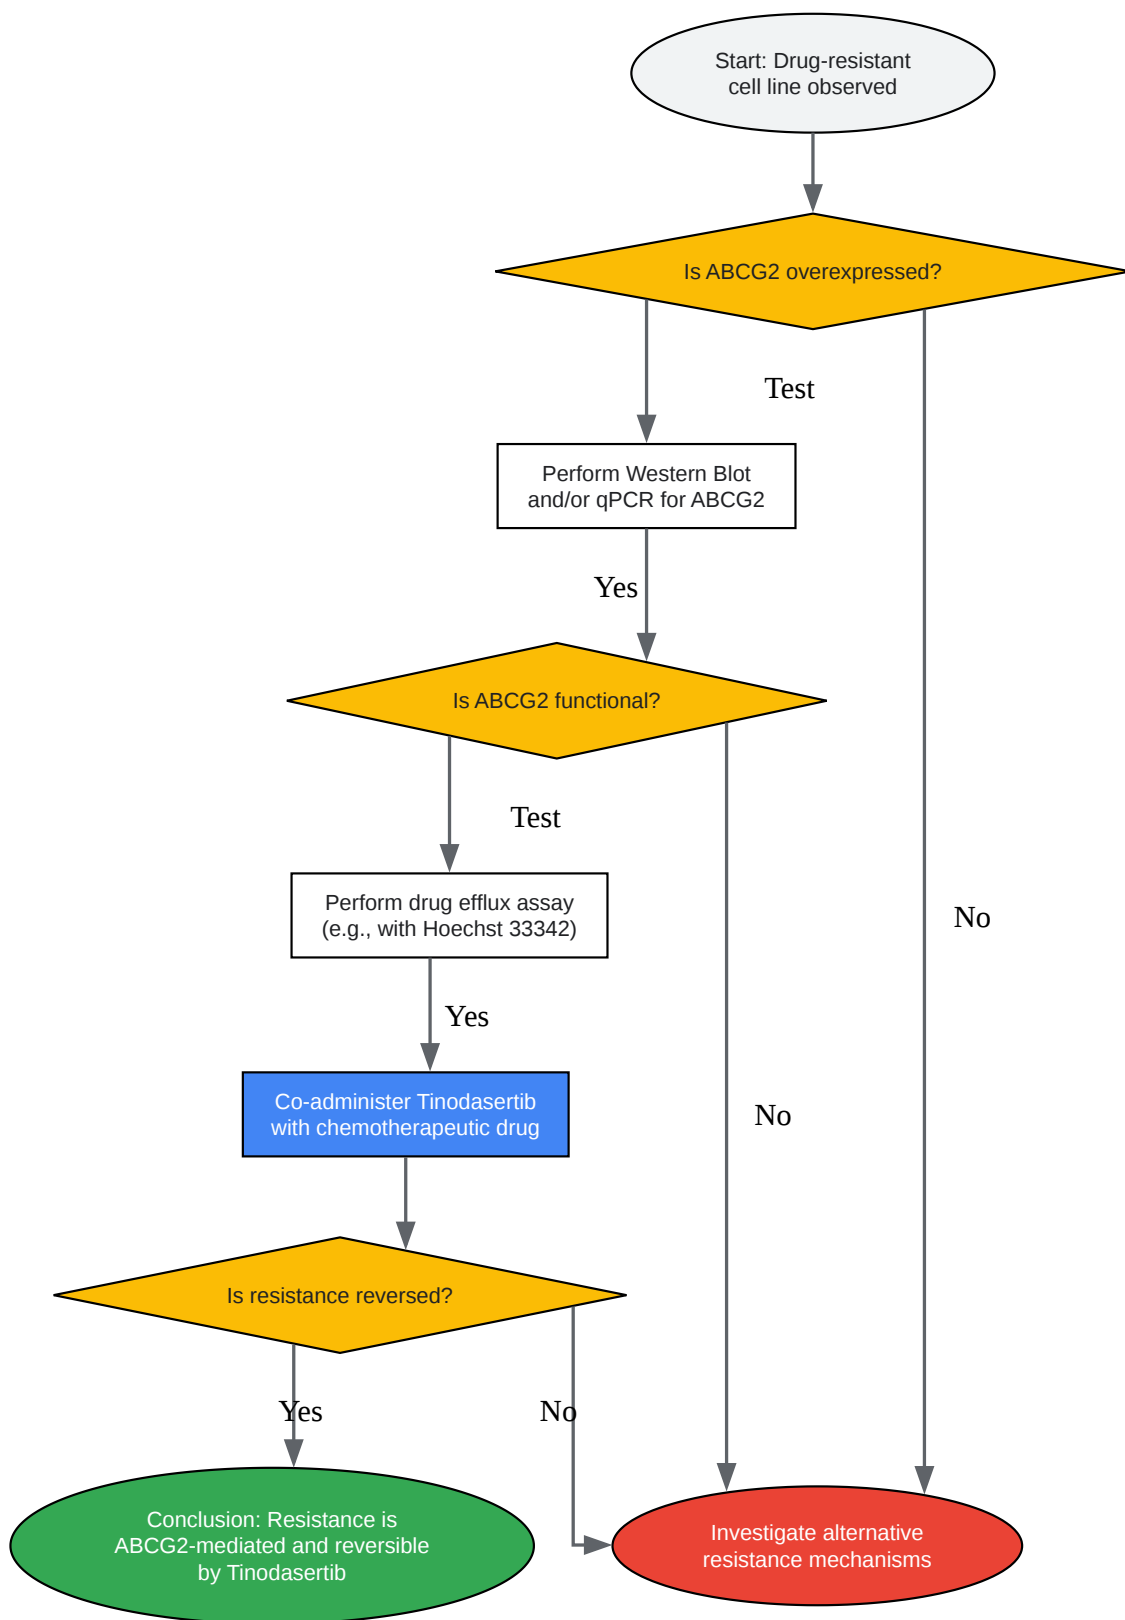 Start: Drug-resistant
cell line observed
Is ABCG2 overexpressed?
Test
Perform Western Blot
and/or qPCR for ABCG2
Yes
Is ABCG2 functional?
Test
Perform drug efflux assay
(e.g., with Hoechst 33342)
No
Yes
Co-administer Tinodasertib
with chemotherapeutic drug
No
Is resistance reversed?
Yes
No
Conclusion: Resistance is
ABCG2-mediated and reversible
by Tinodasertib
Investigate alternative
resistance mechanisms